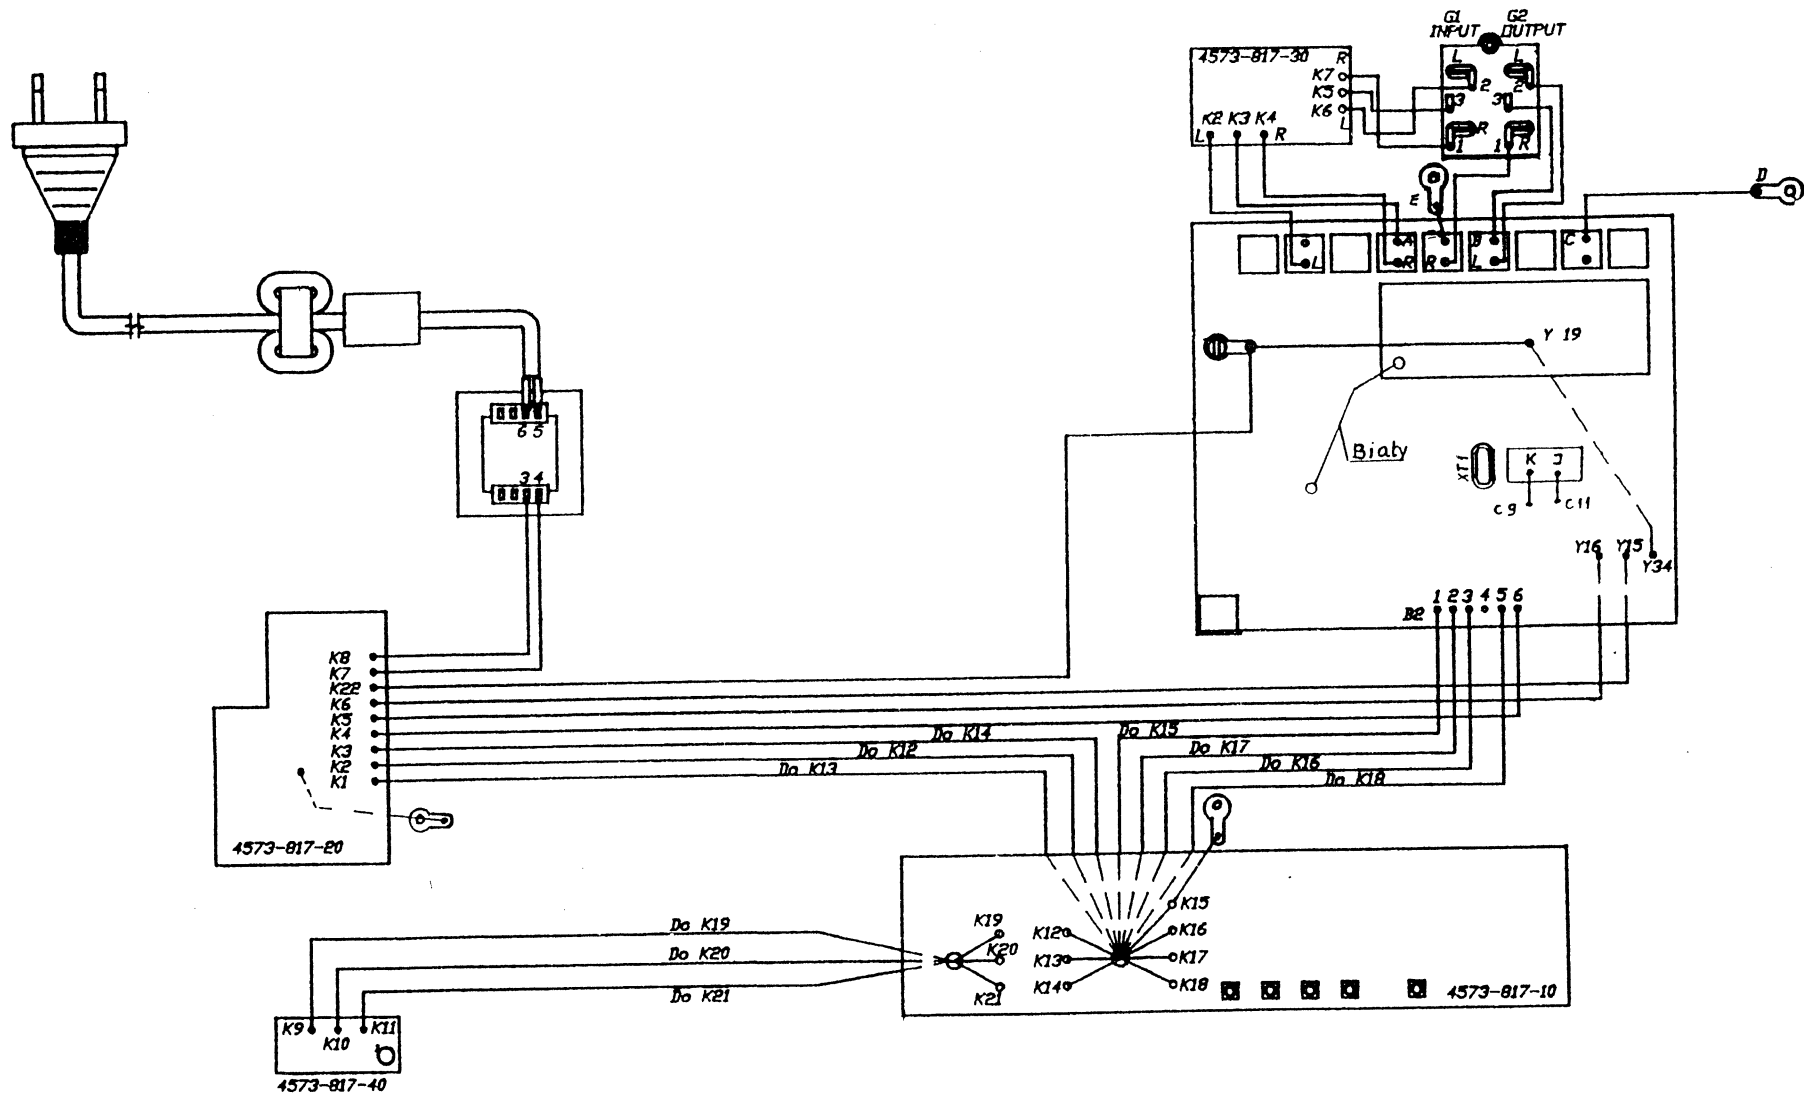 G1 G2
INPUT OUTPUT
4573-817-30 R
K7
K5
K6
L
K2 K3 K4
L R
L L
2 2
3 3
R
1 1 R
E
D
A B C
L R R L
Y 19
Biały
XT1
K J
C9 C11
Y16 Y15
Y34
1 2 3 4 5 6
B2
6 5
3 4
K8
K7
K22
K6
K5
K4
K3
K2
K1
4573-817-20
Do K14
Do K15
Do K12
Do K17
Do K13
Do K16
Do K18
Do K19
Do K20
Do K21
K19
K20
K21
K12
K13
K14
K15
K16
K17
K18
4573-817-10
K9 K11
K10
4573-817-40